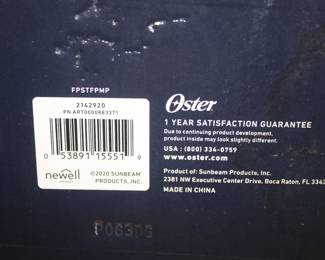 FPSTFPMP
2142920
PN ART0000883371
0 53891 15551 9
newell
©2020 SUNBEAM
PRODUCTS, INC.
Oster
1 YEAR SATISFACTION GUARANTEE
Due to continuing product development,
product inside may look slightly different.
USA : (800) 334-0759
www.oster.com
Product of: Sunbeam Products, Inc.
2381 NW Executive Center Drive, Boca Raton, FL 3343
MADE IN CHINA